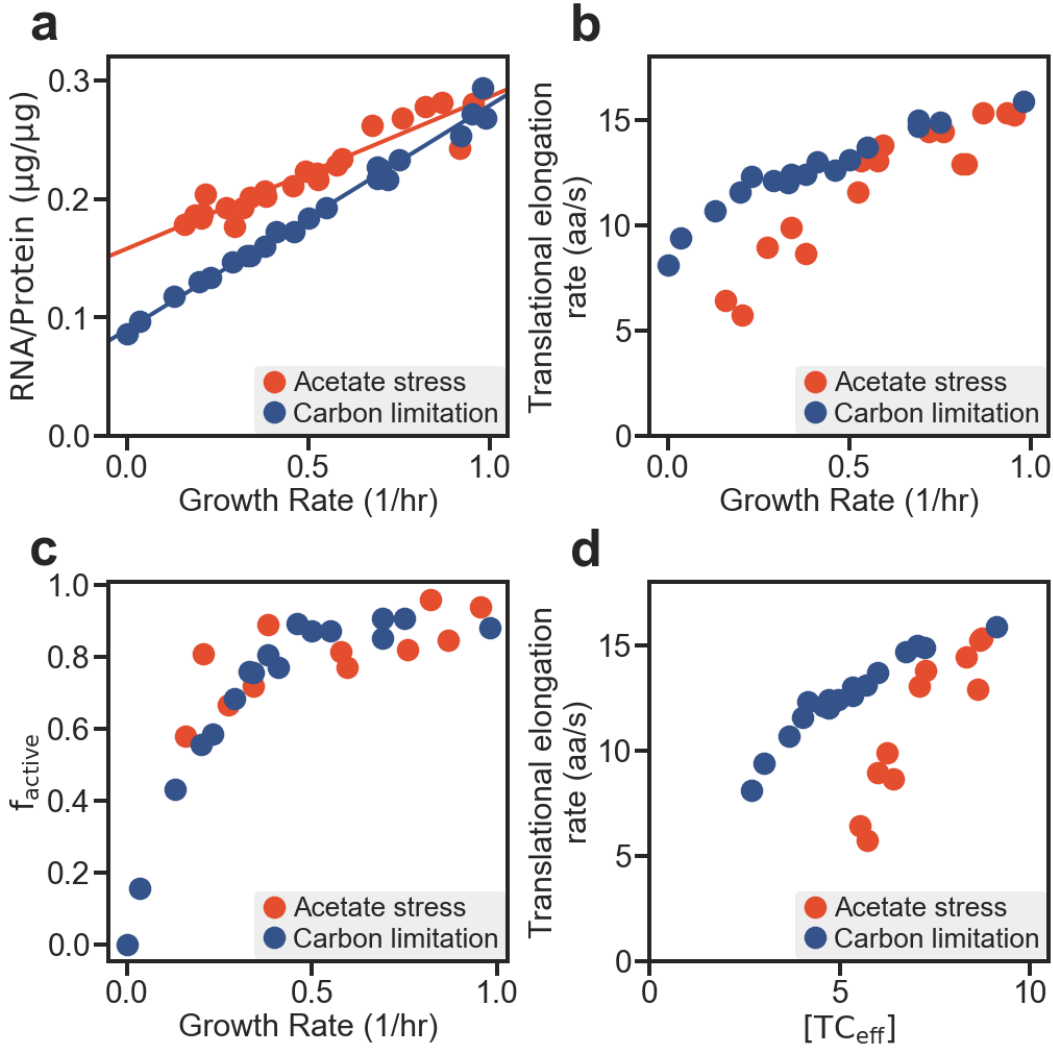 a
0.3
0.2
0.1
0.0
RNA/Protein (μg/μg)
0.0 0.5 1.0
Growth Rate (1/hr)
Acetate stress
Carbon limitation
b
15
10
5
0
Translational elongation
rate (aa/s)
0.0 0.5 1.0
Growth Rate (1/hr)
Acetate stress
Carbon limitation
c
1.0
0.8
0.6
0.4
0.2
0.0
f_active
0.0 0.5 1.0
Growth Rate (1/hr)
Acetate stress
Carbon limitation
d
15
10
5
0
Translational elongation
rate (aa/s)
0 5 10
[TC_eff]
Acetate stress
Carbon limitation